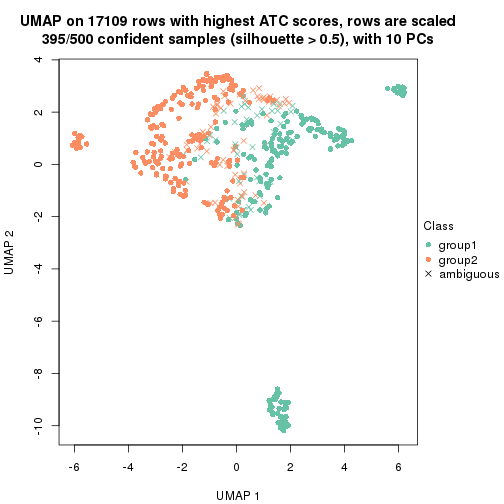 UMAP on 17109 rows with highest ATC scores, rows are scaled
395/500 confident samples (silhouette > 0.5), with 10 PCs
4
2
0
-2
-4
-6
-8
-10
UMAP 2
-6 -4 -2 0 2 4 6
UMAP 1
Class
group1
group2
ambiguous